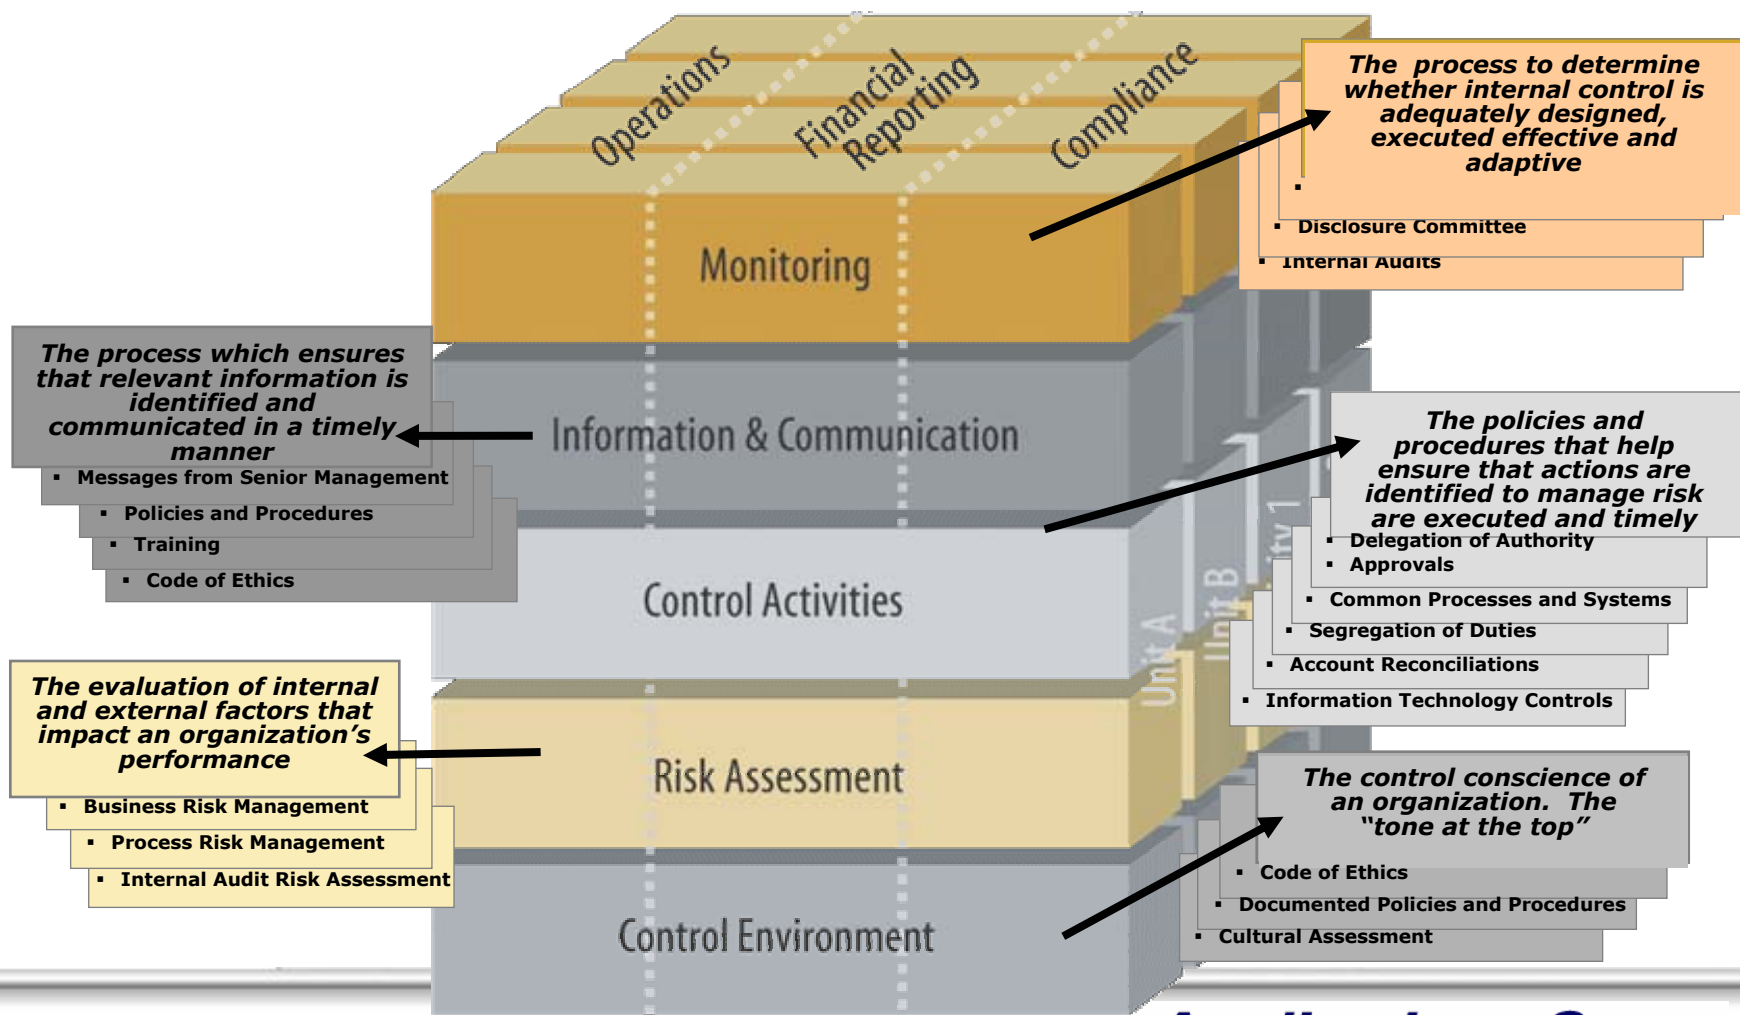 Operations
Financial
Reporting
Compliance
The process to determine
whether internal control is
adequately designed,
executed effective and
adaptive
▪
▪ Disclosure Committee
▪ Internal Audits
Monitoring
The process which ensures
that relevant information is
identified and
communicated in a timely
manner
▪ Messages from Senior Management
▪ Policies and Procedures
▪ Training
▪ Code of Ethics
Information & Communication
The policies and
procedures that help
ensure that actions are
identified to manage risk
are executed and timely
▪ Delegation of Authority
▪ Approvals
▪ Common Processes and Systems
▪ Segregation of Duties
▪ Account Reconciliations
▪ Information Technology Controls
Control Activities
Unit A
Unit B
The evaluation of internal
and external factors that
impact an organization’s
performance
▪ Business Risk Management
▪ Process Risk Management
▪ Internal Audit Risk Assessment
Risk Assessment
The control conscience of
an organization. The
“tone at the top”
▪ Code of Ethics
▪ Documented Policies and Procedures
▪ Cultural Assessment
Control Environment